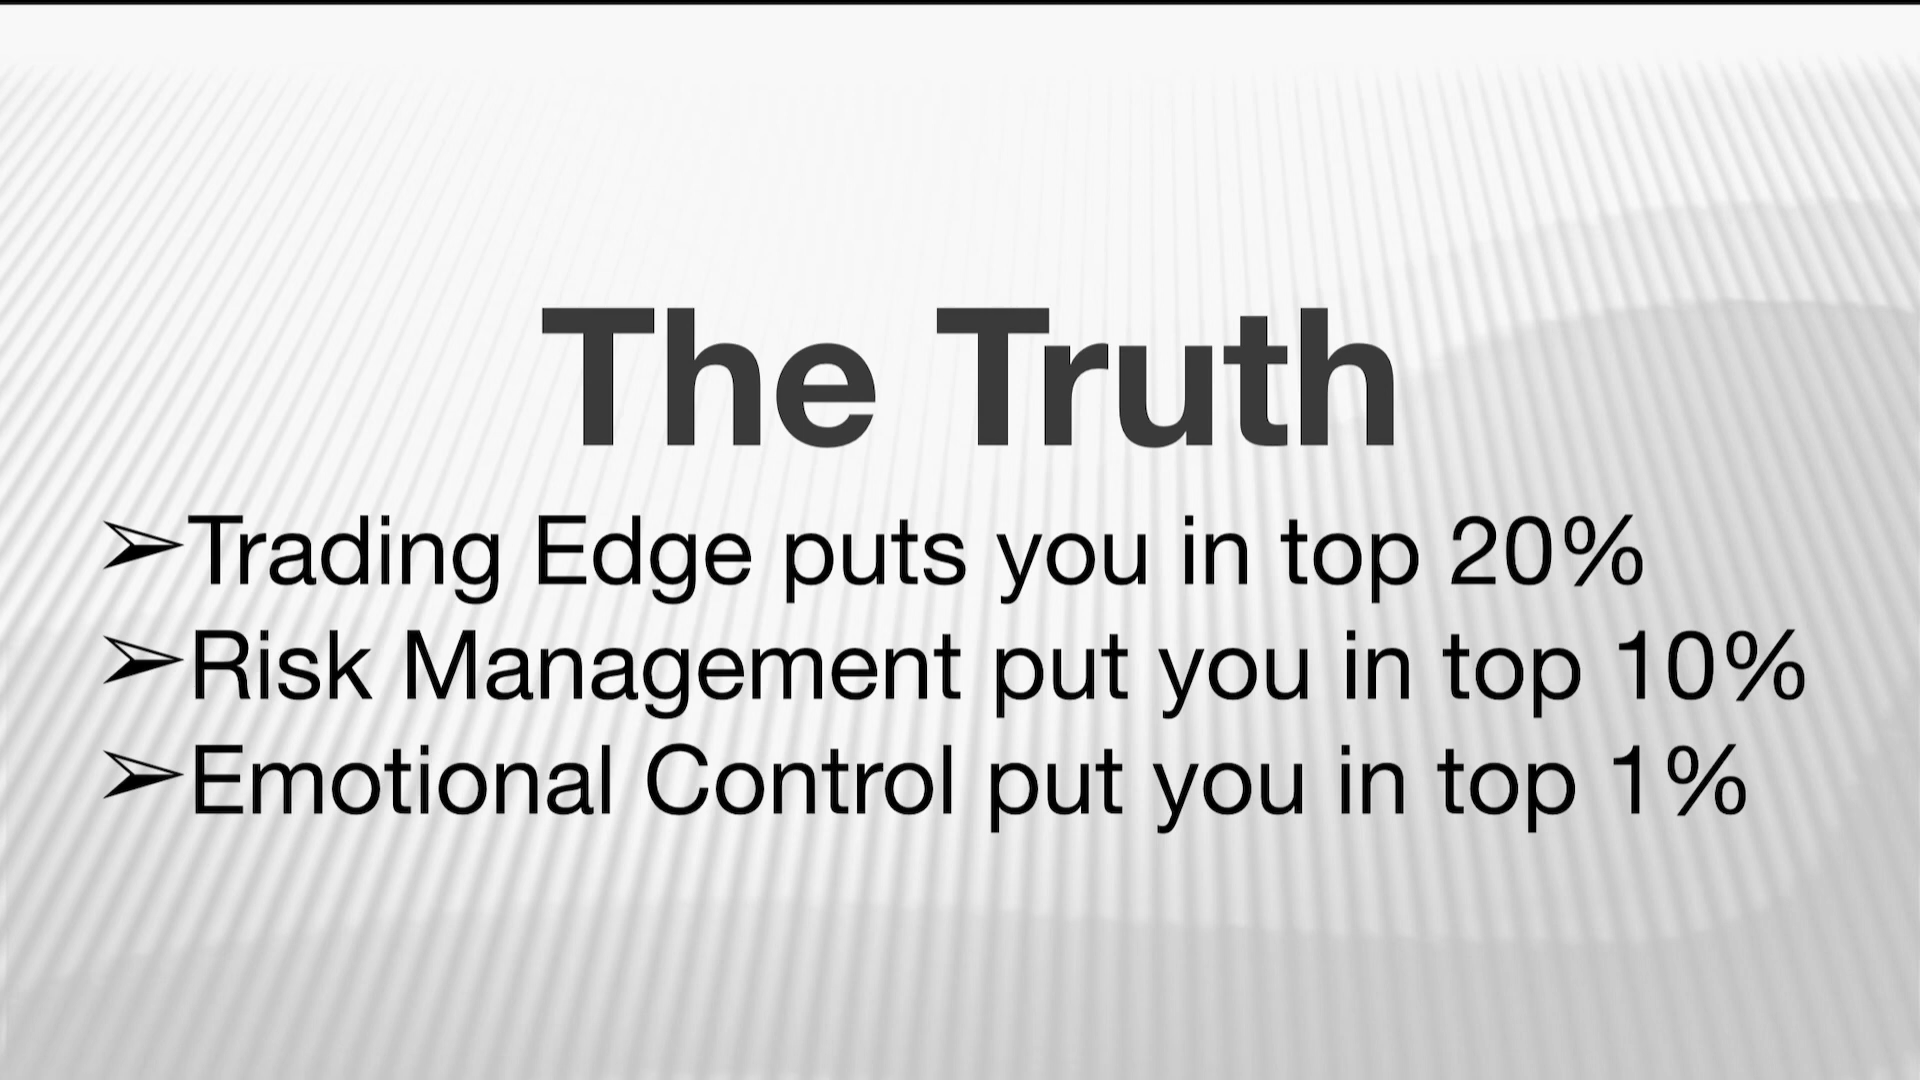 The Truth
➢Trading Edge puts you in top 20%
➢Risk Management put you in top 10%
➢Emotional Control put you in top 1%